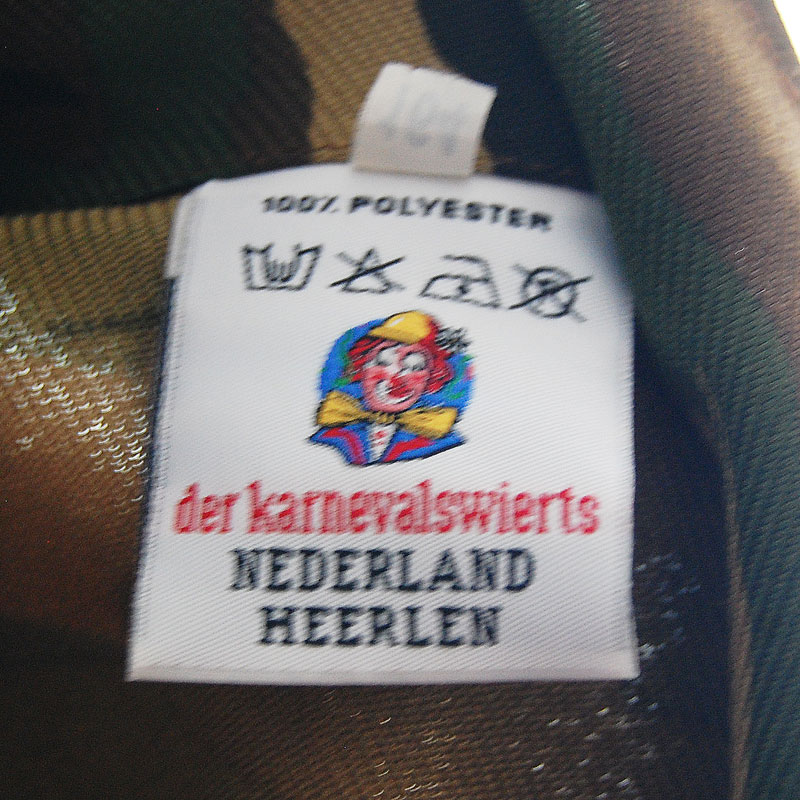 100% POLYESTER
der karnevalswierts
NEDERLAND
HEERLEN